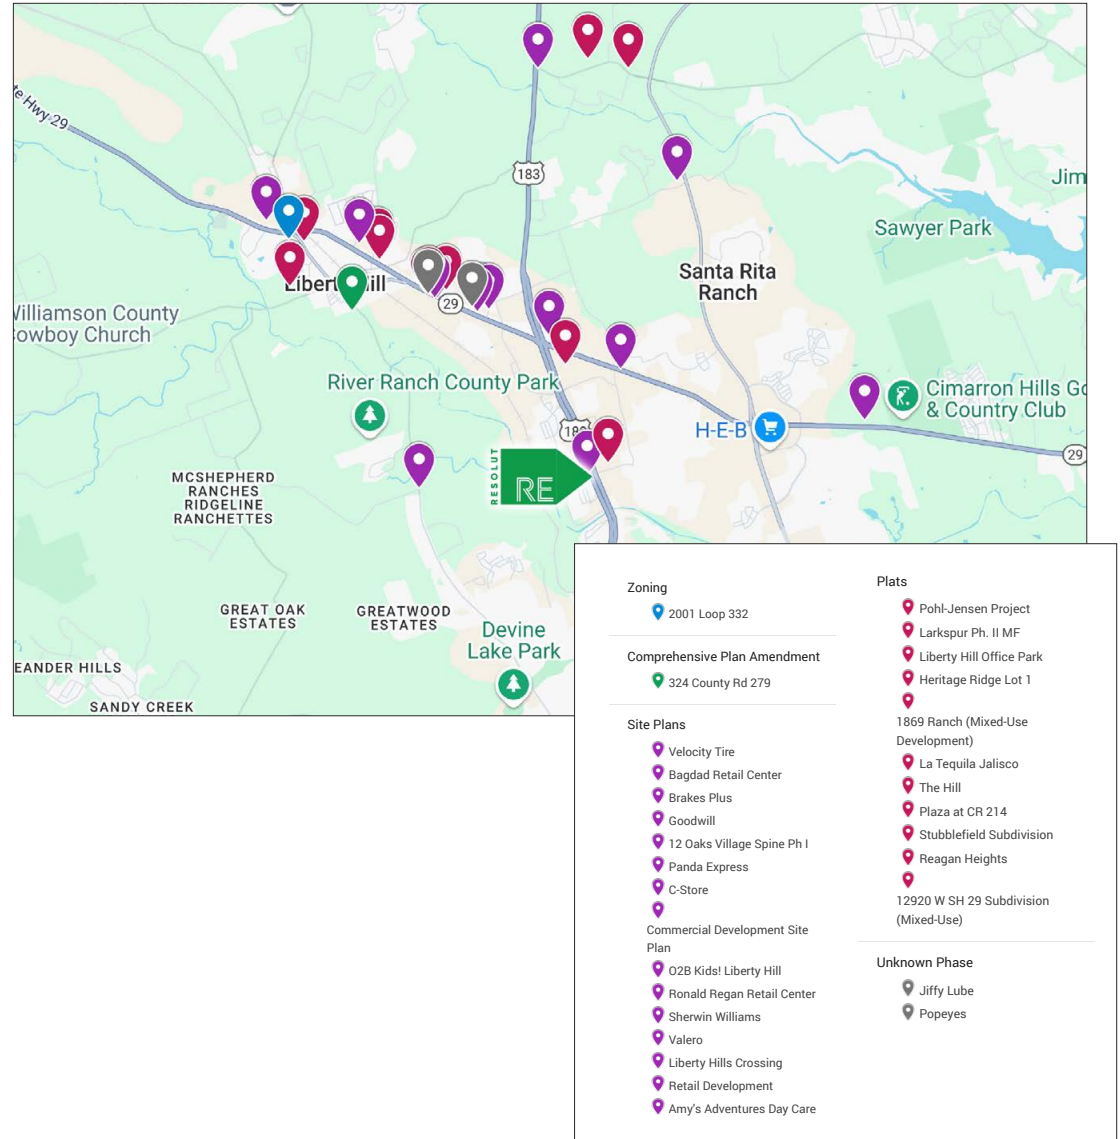 te Hwy 29
183
Jim
Sawyer Park
Santa Rita
Ranch
Liberty Hill
29
Williamson County
Cowboy Church
River Ranch County Park
Cimarron Hills Go
& Country Club
H-E-B
183
29
RESOLUT
RE
MCSHEPHERD
RANCHES
RIDGELINE
RANCHETTES
GREAT OAK
ESTATES
GREATWOOD
ESTATES
Devine
Lake Park
EANDER HILLS
SANDY CREEK
Zoning
2001 Loop 332
Comprehensive Plan Amendment
324 County Rd 279
Site Plans
Velocity Tire
Bagdad Retail Center
Brakes Plus
Goodwill
12 Oaks Village Spine Ph I
Panda Express
C-Store
Commercial Development Site
Plan
O2B Kids! Liberty Hill
Ronald Regan Retail Center
Sherwin Williams
Valero
Liberty Hills Crossing
Retail Development
Amy's Adventures Day Care
Plats
Pohl-Jensen Project
Larkspur Ph. II MF
Liberty Hill Office Park
Heritage Ridge Lot 1
1869 Ranch (Mixed-Use
Development)
La Tequila Jalisco
The Hill
Plaza at CR 214
Stubblefield Subdivision
Reagan Heights
12920 W SH 29 Subdivision
(Mixed-Use)
Unknown Phase
Jiffy Lube
Popeyes